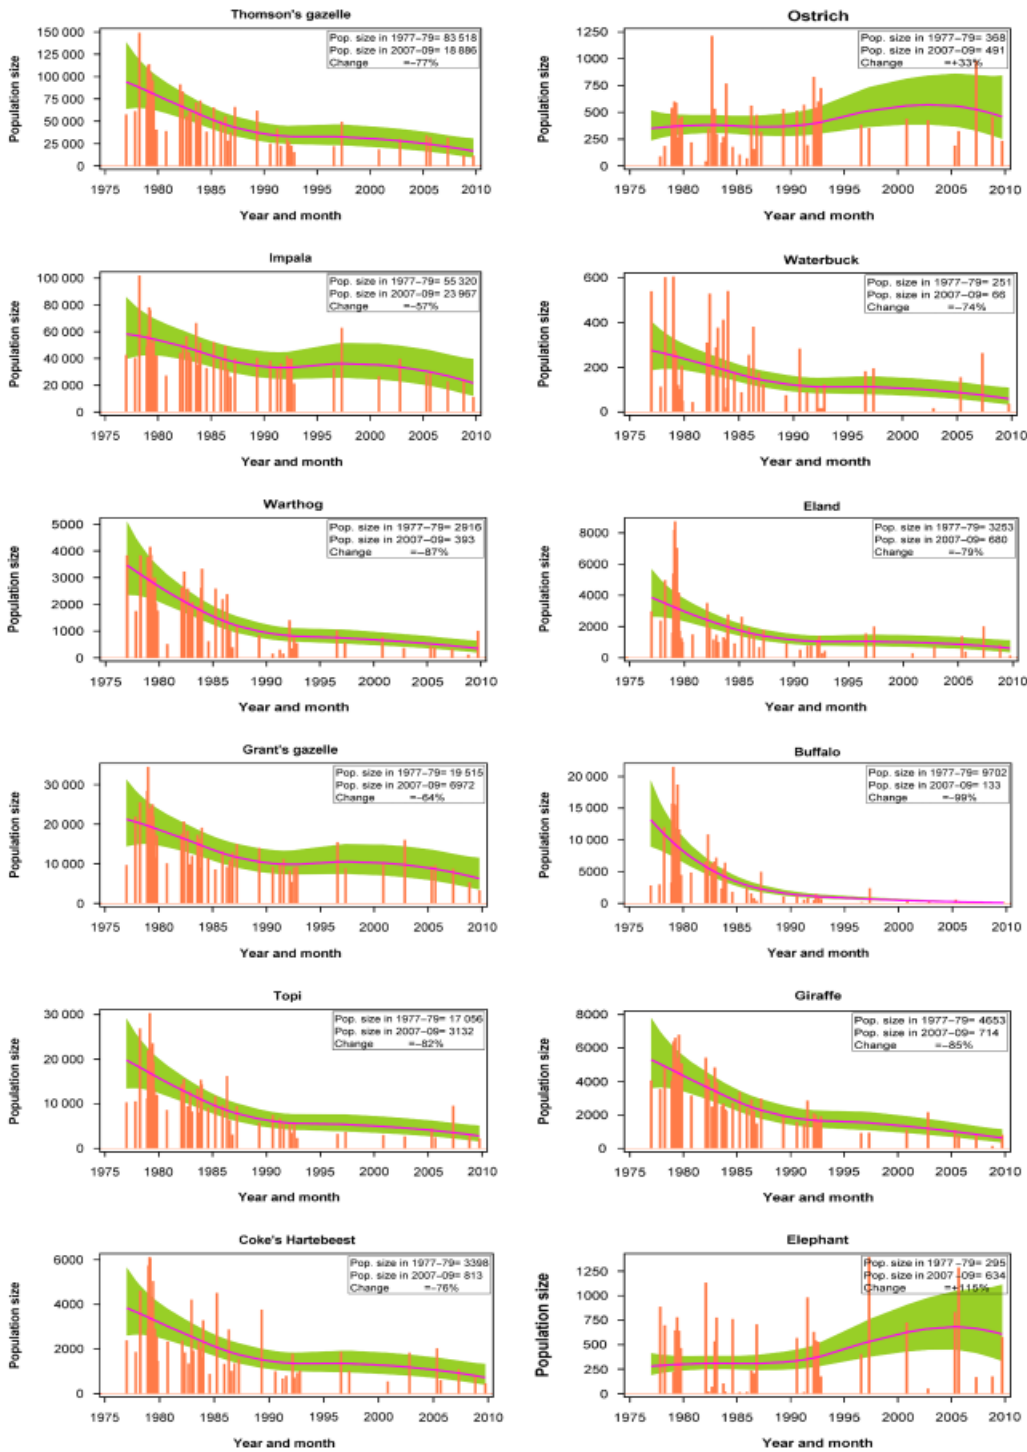 Thomson's gazelle
Population size
150 000
125 000
100 000
75 000
50 000
25 000
0
Pop. size in 1977–79= 83 518
Pop. size in 2007–09= 18 886
Change =–77%
1975 1980 1985 1990 1995 2000 2005 2010
Year and month
Ostrich
Population size
1250
1000
750
500
250
0
Pop. size in 1977–79= 368
Pop. size in 2007–09= 491
Change =+33%
1975 1980 1985 1990 1995 2000 2005 2010
Year and month
Impala
Population size
100 000
80 000
60 000
40 000
20 000
0
Pop. size in 1977–79= 55 320
Pop. size in 2007–09= 23 967
Change =–57%
1975 1980 1985 1990 1995 2000 2005 2010
Year and month
Waterbuck
Population size
600
400
200
0
Pop. size in 1977–79= 251
Pop. size in 2007–09= 66
Change =–74%
1975 1980 1985 1990 1995 2000 2005 2010
Year and month
Warthog
Population size
5000
4000
3000
2000
1000
0
Pop. size in 1977–79= 2916
Pop. size in 2007–09= 393
Change =–87%
1975 1980 1985 1990 1995 2000 2005 2010
Year and month
Eland
Population size
8000
6000
4000
2000
0
Pop. size in 1977–79= 3253
Pop. size in 2007–09= 680
Change =–79%
1975 1980 1985 1990 1995 2000 2005 2010
Year and month
Grant's gazelle
Population size
30 000
20 000
10 000
0
Pop. size in 1977–79= 19 515
Pop. size in 2007–09= 6972
Change =–64%
1975 1980 1985 1990 1995 2000 2005 2010
Year and month
Buffalo
Population size
20 000
15 000
10 000
5000
0
Pop. size in 1977–79= 9702
Pop. size in 2007–09= 133
Change =–99%
1975 1980 1985 1990 1995 2000 2005 2010
Year and month
Topi
Population size
30 000
20 000
10 000
0
Pop. size in 1977–79= 17 056
Pop. size in 2007–09= 3132
Change =–82%
1975 1980 1985 1990 1995 2000 2005 2010
Year and month
Giraffe
Population size
8000
6000
4000
2000
0
Pop. size in 1977–79= 4653
Pop. size in 2007–09= 714
Change =–85%
1975 1980 1985 1990 1995 2000 2005 2010
Year and month
Coke's Hartebeest
Population size
6000
4000
2000
0
Pop. size in 1977–79= 3398
Pop. size in 2007–09= 813
Change =–76%
1975 1980 1985 1990 1995 2000 2005 2010
Year and month
Elephant
Population size
1250
1000
750
500
250
0
Pop. size in 1977–79= 295
Pop. size in 2007–09= 634
Change =+115%
1975 1980 1985 1990 1995 2000 2005 2010
Year and month